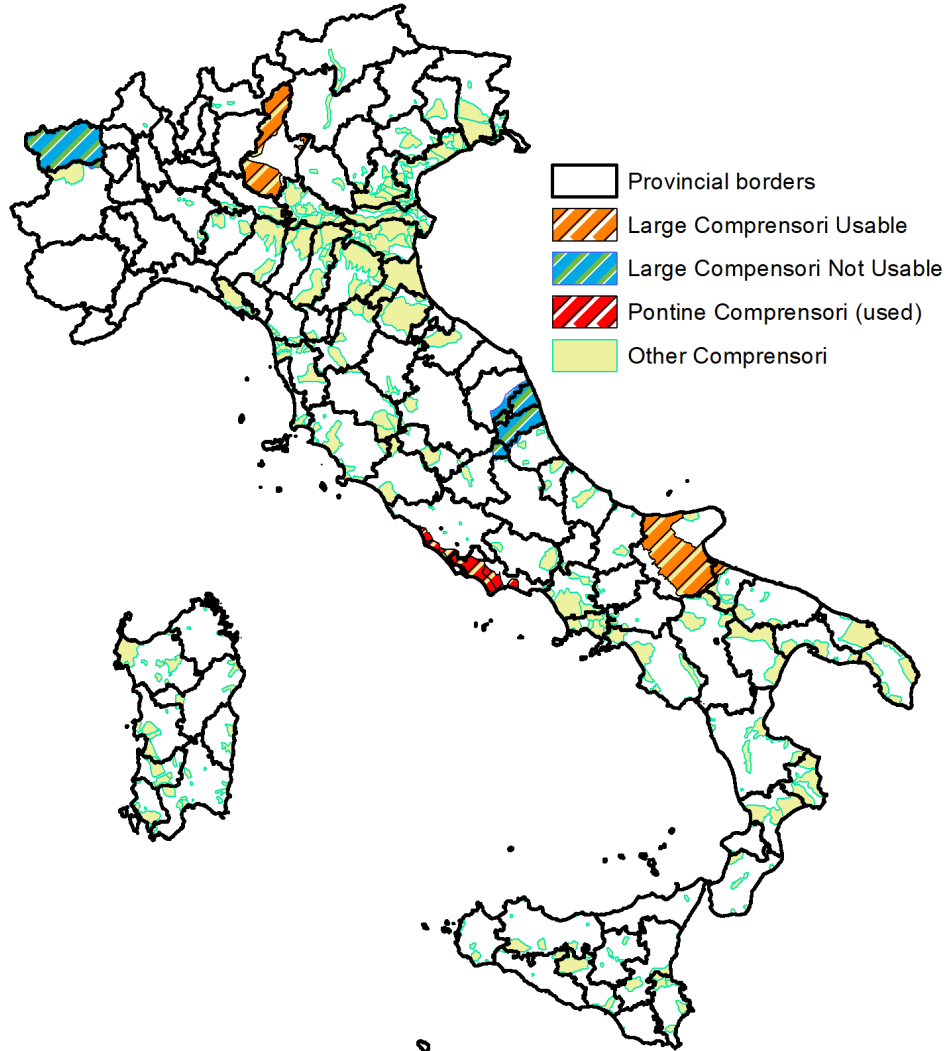 Provincial borders
Large Comprensori Usable
Large Compensori Not Usable
Pontine Comprensori (used)
Other Comprensori